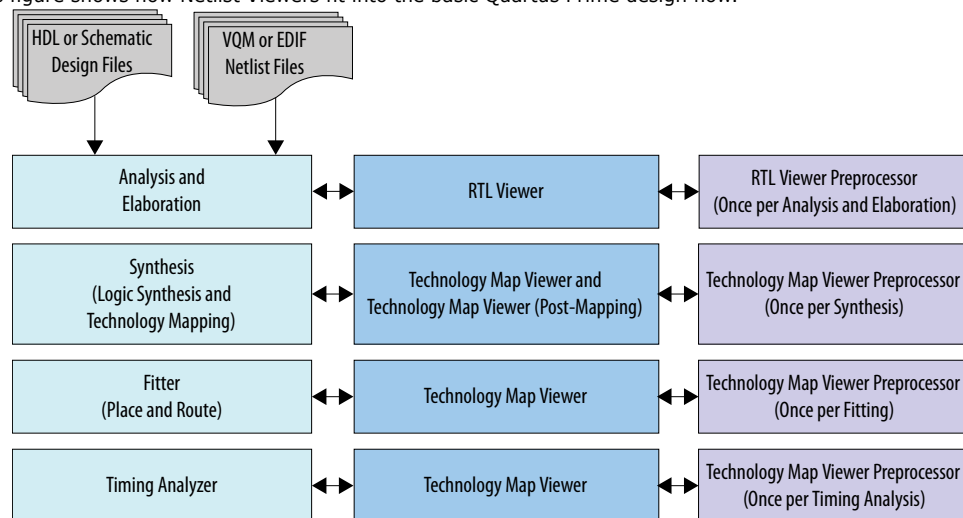 figure shows how Netlist Viewers fit into the basic Quartus Prime design flow.
HDL or Schematic
Design Files
VQM or EDIF
Netlist Files
Analysis and
Elaboration
RTL Viewer
RTL Viewer Preprocessor
(Once per Analysis and Elaboration)
Synthesis
(Logic Synthesis and
Technology Mapping)
Technology Map Viewer and
Technology Map Viewer (Post-Mapping)
Technology Map Viewer Preprocessor
(Once per Synthesis)
Fitter
(Place and Route)
Technology Map Viewer
Technology Map Viewer Preprocessor
(Once per Fitting)
Timing Analyzer
Technology Map Viewer
Technology Map Viewer Preprocessor
(Once per Timing Analysis)